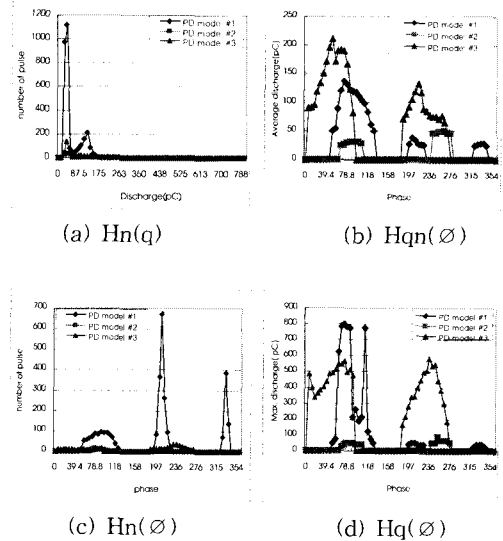 PD model #1
PD model #2
PD model #3
number of pulse
1200
1000
800
600
400
200
0
0 87.5 175 263 350 438 525 613 700 788
Discharge(pC)
(a) Hn(q)
PD model #1
PD model #2
PD model #3
Average discharge(pC)
250
200
150
100
50
0
0 39.4 78.8 118 158 197 236 276 315 354
Phase
(b) Hqn(∅)
PD model #1
PD model #2
PD model #3
number of pulse
700
600
500
400
300
200
100
0
0 39.4 78.8 118 158 197 236 276 315 354
phase
(c) Hn(∅)
PD model #1
PD model #2
PD model #3
Max discharge(pC)
900
800
700
600
500
400
300
200
100
0
0 39.4 78.8 118 158 197 236 276 315 354
Phase
(d) Hq(∅)